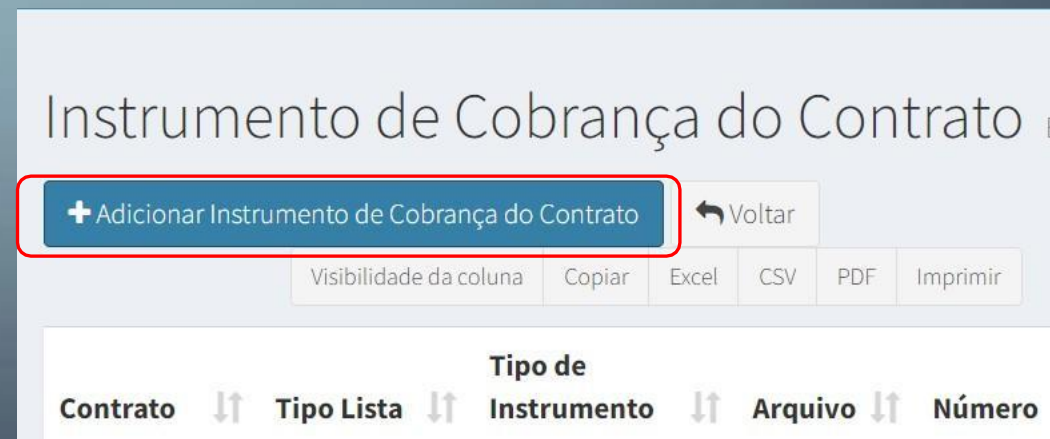 Instrumento de Cobrança do Contrato
Adicionar Instrumento de Cobrança do Contrato Voltar
Visibilidade da coluna Copiar Excel CSV PDF Imprimir
Tipo de
Contrato Tipo Lista Instrumento Arquivo Número